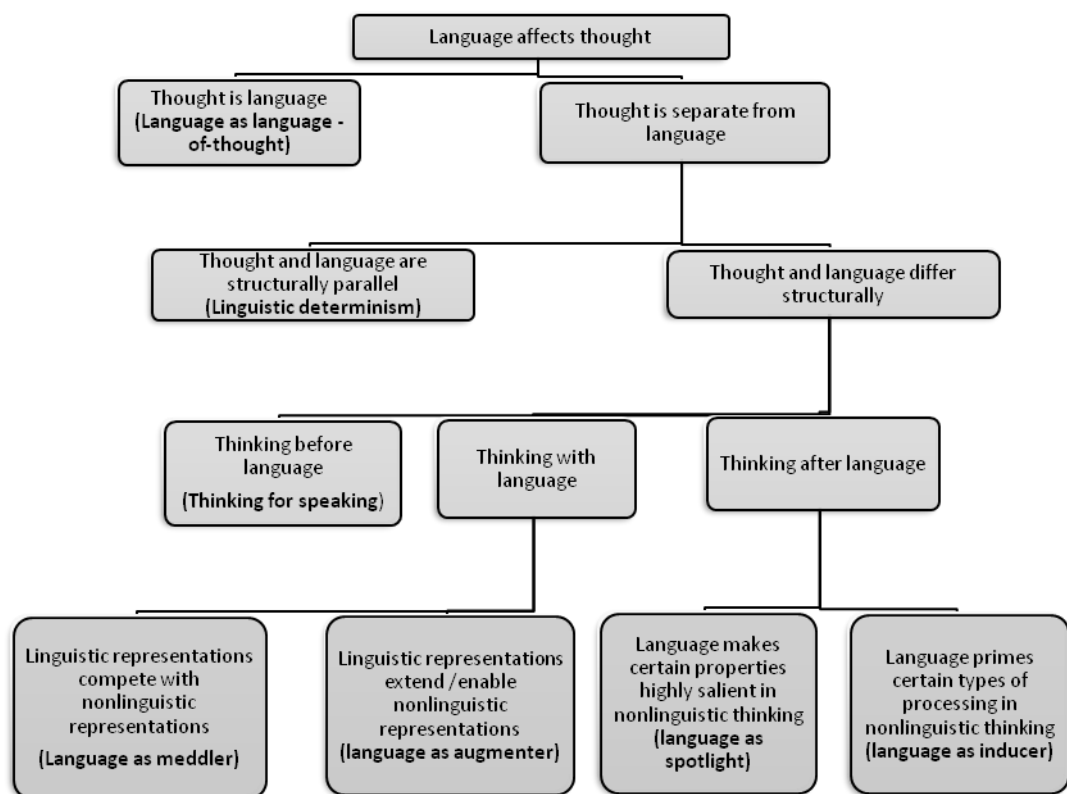 Language affects thought
Thought is language
(Language as language -
of-thought)
Thought is separate from
language
Thought and language are
structurally parallel
(Linguistic determinism)
Thought and language differ
structurally
Thinking before
language
(Thinking for speaking)
Thinking with
language
Thinking after language
Linguistic representations
compete with
nonlinguistic
representations
(Language as meddler)
Linguistic representations
extend /enable
nonlinguistic
representations
(language as augmenter)
Language makes
certain properties
highly salient in
nonlinguistic thinking
(language as
spotlight)
Language primes
certain types of
processing in
nonlinguistic thinking
(language as inducer)